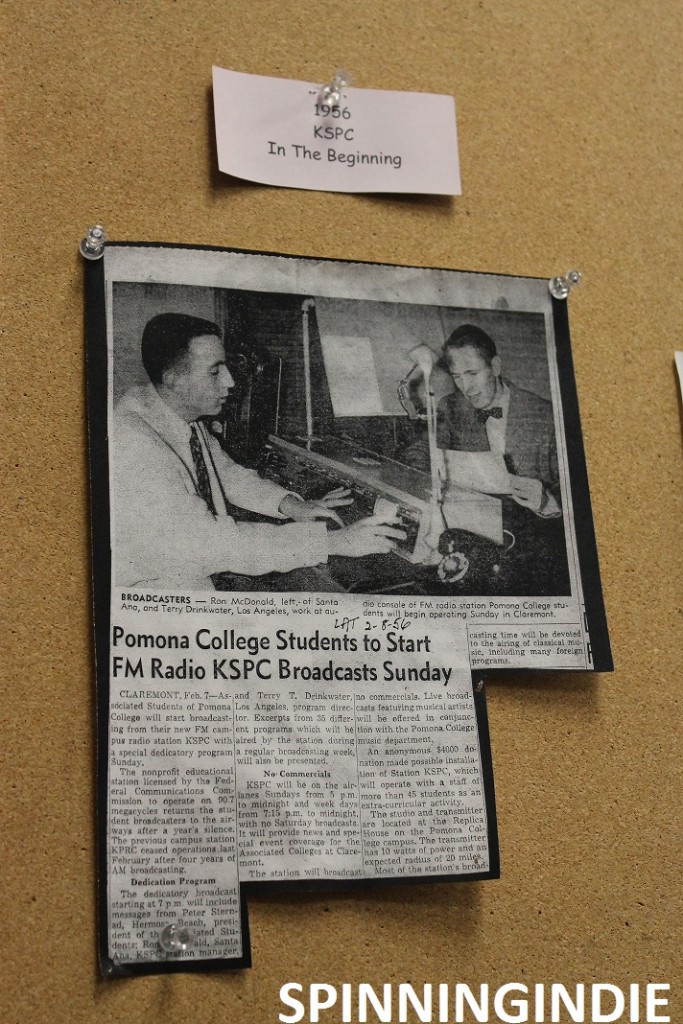 1956
KSPC
In The Beginning
BROADCASTERS — Ron McDonald, left, of Santa
Ana, and Terry Drinkwater, Los Angeles, work at au-
dio console of FM radio station Pomona College stu-
dents will begin operating Sunday in Claremont.
LAT 2-8-56
Pomona College Students to Start
FM Radio KSPC Broadcasts Sunday
CLAREMONT, Feb. 7—As-
sociated Students of Pomona
College will start broadcast-
ing from their new FM cam-
pus radio station KSPC with
a special dedicatory program
Sunday.
The nonprofit educational
station licensed by the Fed-
eral Communications Com-
mission to operate on 90.7
megacycles returns the stu-
dent broadcasters to the air-
ways after a year's silence.
The previous campus station
KPRC ceased operations last
February after four years of
AM broadcasting.
Dedication Program
The dedicatory broadcast
starting at 7 p.m. will include
messages from Peter Stern-
ad, Hermosa Beach, presi-
dent of the Associated Stu-
dents; Ron ald, Santa
Ana, KSPC station manager,
and Terry T. Drinkwater,
Los Angeles, program direc-
tor. Excerpts from 35 differ-
ent programs which will be
aired by the station during
a regular broadcasting week,
will also be presented.
No Commercials
KSPC will be on the air-
lanes Sundays from 5 p.m.
to midnight and week days
from 7:15 p.m. to midnight,
with no Saturday broadcasts.
It will provide news and spe-
cial event coverage for the
Associated Colleges at Clare-
mont.
The station will broadcast
no commercials. Live broad-
casts featuring musical artists
will be offered in conjunc-
tion with the Pomona College
music department.
An anonymous $4000 do-
nation made possible installa-
tion of Station KSPC, which
will operate with a staff of
more than 45 students as an
extra-curricular activity.
The studio and transmitter
are located at the Replica
House on the Pomona Col-
lege campus. The transmitter
has 10 watts of power and an
expected radius of 20 miles.
Most of the station's broad-
casting time will be devoted
to the airing of classical mu-
sic, including many foreign
programs.
SPINNINGINDIE